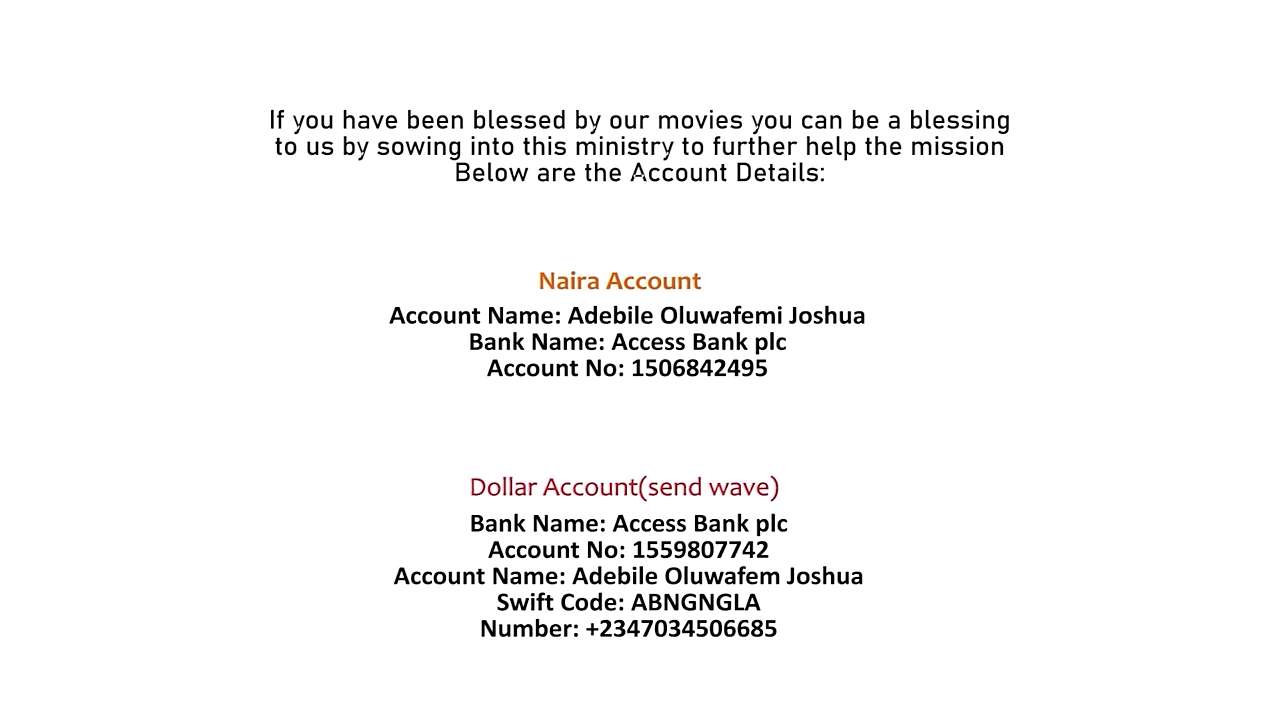 If you have been blessed by our movies you can be a blessing
to us by sowing into this ministry to further help the mission
Below are the Account Details:
Naira Account
Account Name: Adebile Oluwafemi Joshua
Bank Name: Access Bank plc
Account No: 1506842495
Dollar Account(send wave)
Bank Name: Access Bank plc
Account No: 1559807742
Account Name: Adebile Oluwafem Joshua
Swift Code: ABNGNGLA
Number: +2347034506685